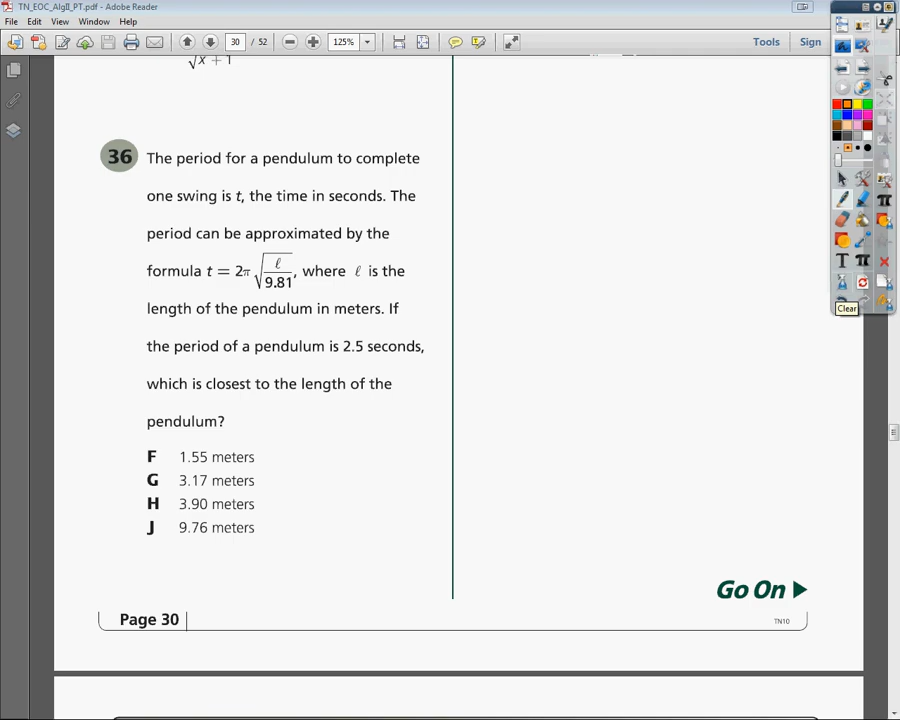 TN_EOC_AlgII_PT.pdf - Adobe Reader
File Edit View Window Help
30 / 52 125% Tools Sign
√x + 1
36 The period for a pendulum to complete
one swing is t, the time in seconds. The
period can be approximated by the
formula t = 2π√(ℓ/9.81), where ℓ is the
length of the pendulum in meters. If
the period of a pendulum is 2.5 seconds,
which is closest to the length of the
pendulum?
F 1.55 meters
G 3.17 meters
H 3.90 meters
J 9.76 meters
Go On
Page 30
TN10
Clear